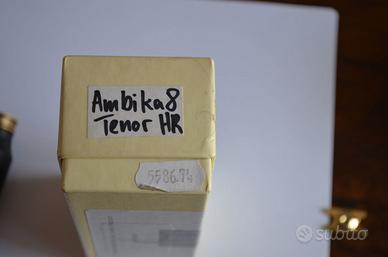 Ambika8
Tenor HR
5586.74
subito